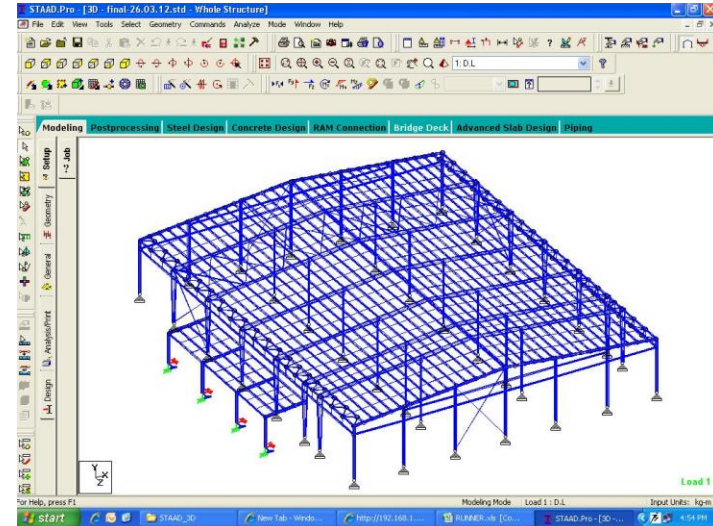 STAAD.Pro - [3D - final-26.03.12.std - Whole Structure]
File Edit View Tools Select Geometry Commands Analyze Mode Window Help
1: D.L
Modeling Postprocessing Steel Design Concrete Design RAM Connection Bridge Deck Advanced Slab Design Piping
Setup
Job
Geometry
General
Analysis/Print
Design
Y
X
Z
Load 1
For Help, press F1
Modeling Mode
Load 1 : D.L
Input Units: kg-m
start
STAAD_3D
New Tab - Windo...
http://192.168.1....
RUNNER.xls [Co...
STAAD.Pro - [3D -...
4:54 PM